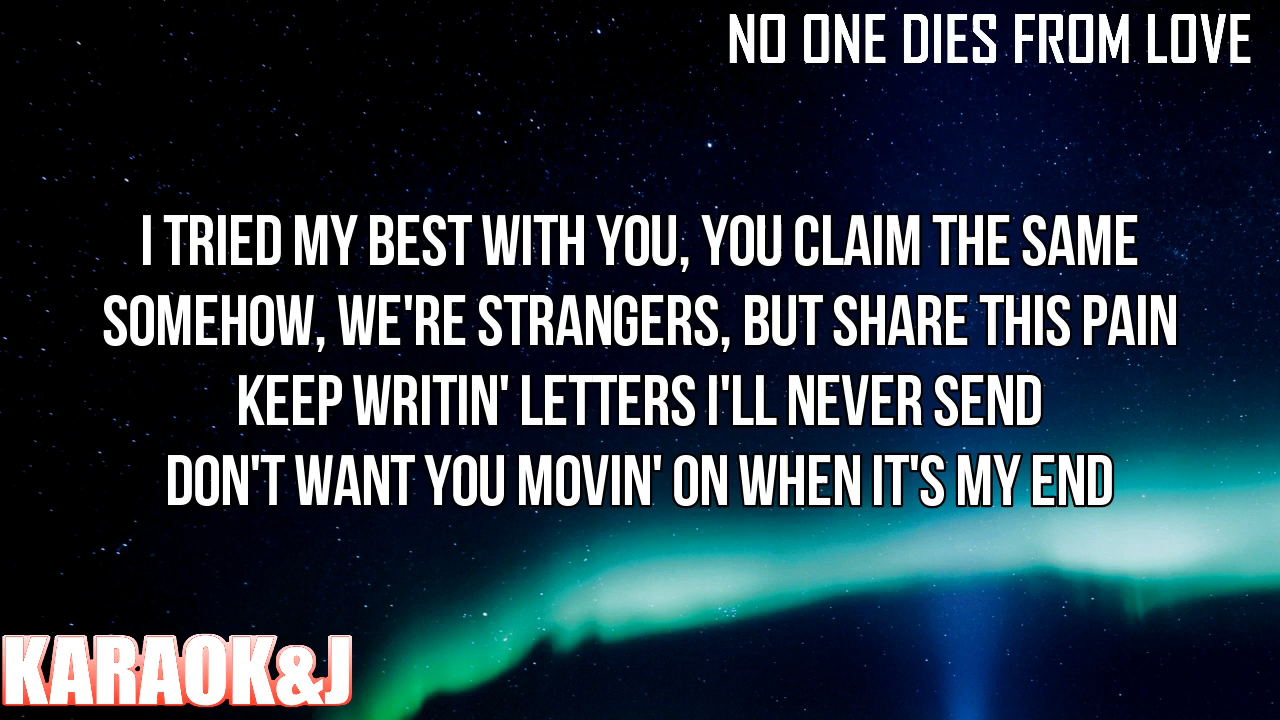 NO ONE DIES FROM LOVE
I TRIED MY BEST WITH YOU, YOU CLAIM THE SAME
SOMEHOW, WE'RE STRANGERS, BUT SHARE THIS PAIN
KEEP WRITIN' LETTERS I'LL NEVER SEND
DON'T WANT YOU MOVIN' ON WHEN IT'S MY END
KARAOK&J